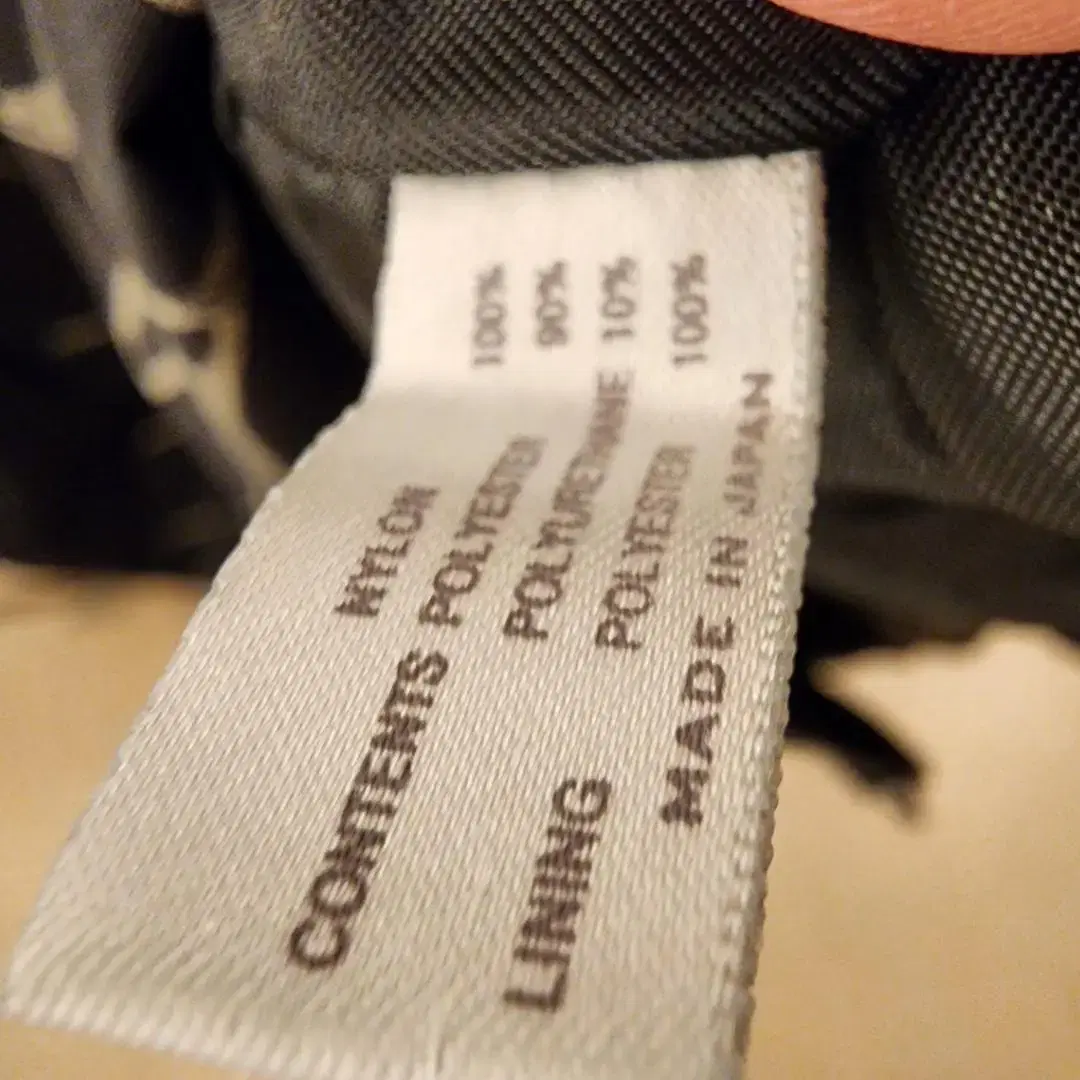 NYLON 100%
CONTENTS POLYESTER 90%
POLYURETHANE 10%
LINING POLYESTER 100%
MADE IN JAPAN